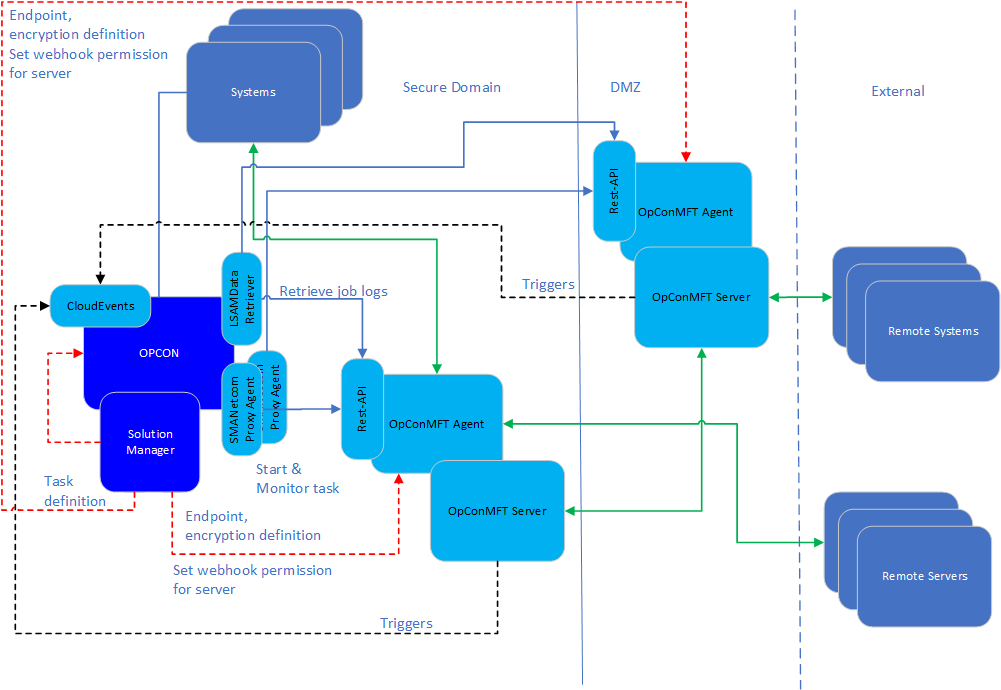 Endpoint,
encryption definition
Set webhook permission
for server
Systems
Secure Domain
DMZ
External
Rest-API
OpConMFT Agent
CloudEvents
LSAMData
Retriever
Retrieve job logs
Triggers
OpConMFT Server
Remote Systems
OPCON
SMANetcom
Proxy Agent
Proxy Agent
Rest-API
OpConMFT Agent
Solution
Manager
Start &
Monitor task
Task
definition
OpConMFT Server
Endpoint,
encryption definition
Set webhook permission
for server
Remote Servers
Triggers